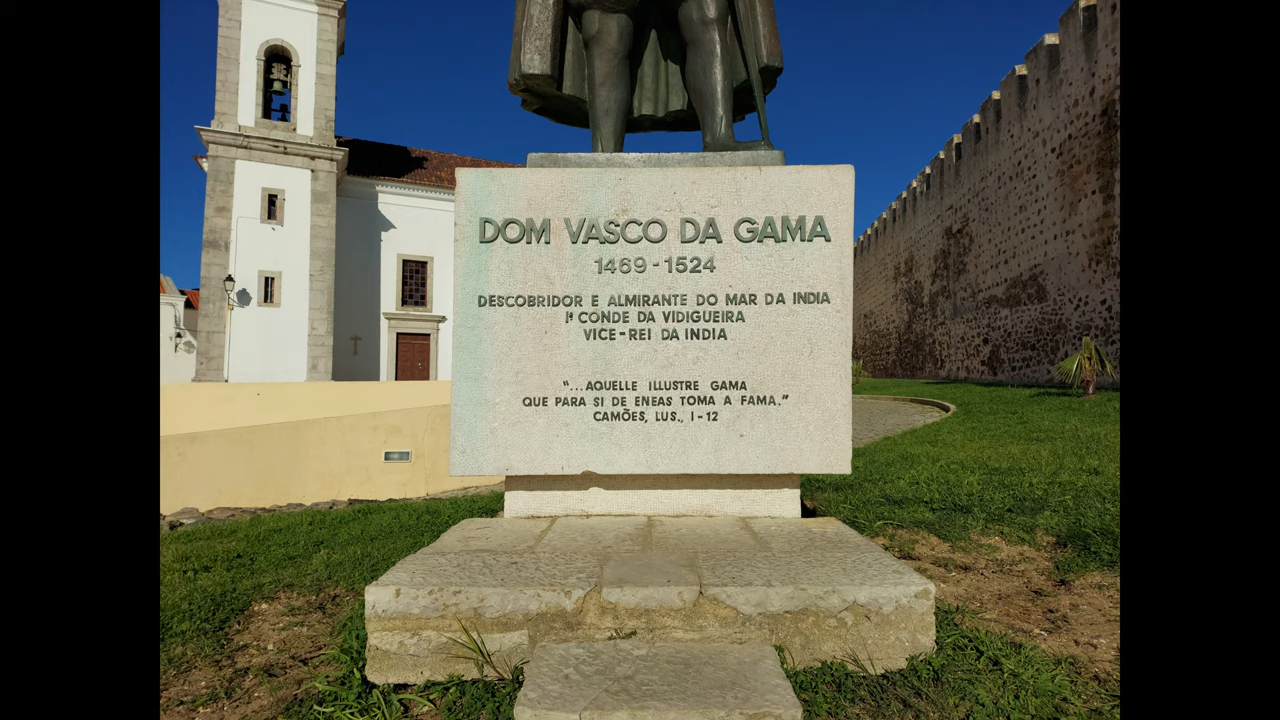 DOM VASCO DA GAMA
1469-1524
DESCOBRIDOR E ALMIRANTE DO MAR DA INDIA
1º CONDE DA VIDIGUEIRA
VICE-REI DA INDIA
"...AQUELLE ILLUSTRE GAMA
QUE PARA SI DE ENEAS TOMA A FAMA."
CAMÕES, LUS., I-12